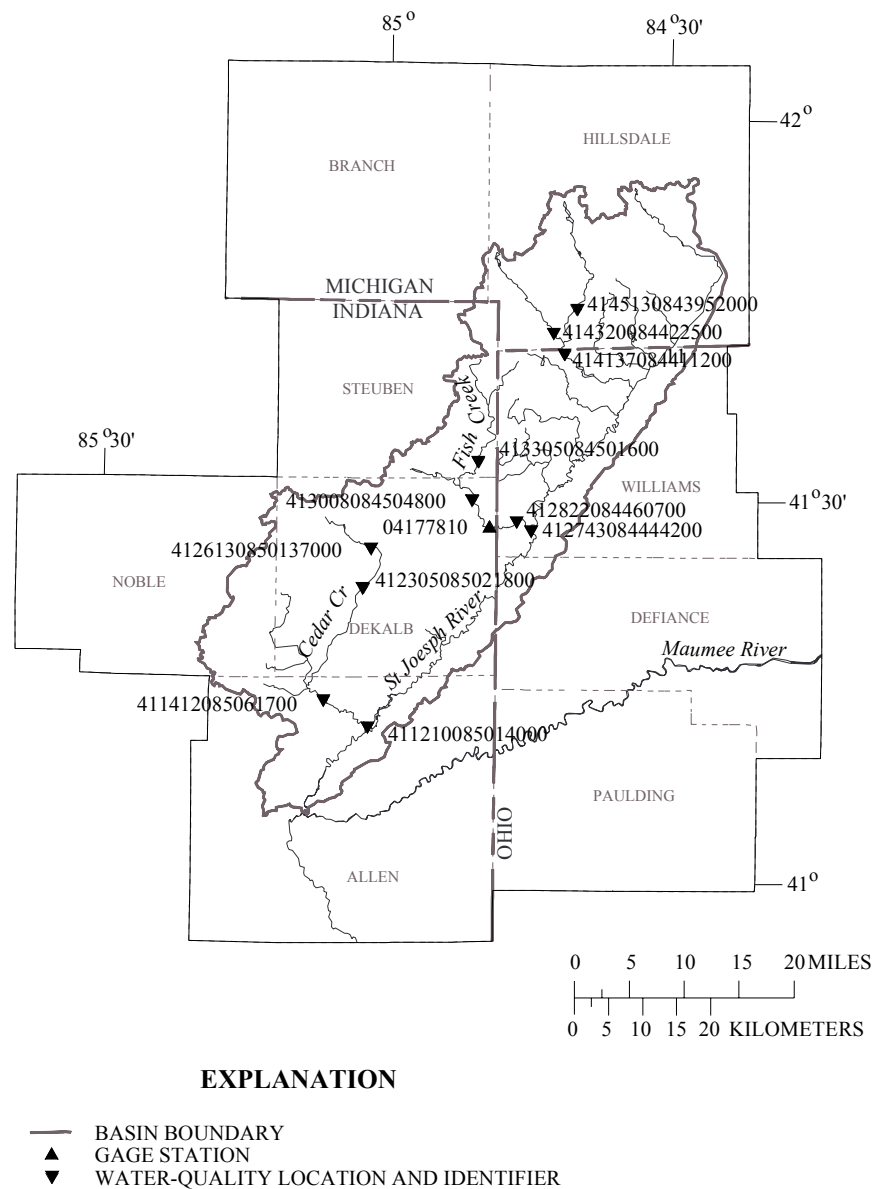 85°
84°30'
42°
HILLSDALE
BRANCH
MICHIGAN
INDIANA
414513084395200
414320084422500
414137084411200
STEUBEN
Fish Creek
85°30'
413305084501600
WILLIAMS
41°30'
413008084504800
412822084460700
04177810
412743084444200
4126130850137000
NOBLE
412305085021800
Cedar Cr
DEKALB
St Joesph River
DEFIANCE
Maumee River
411412085061700
411210085014000
PAULDING
OHIO
ALLEN
41°
0 5 10 15 20 MILES
0 5 10 15 20 KILOMETERS
EXPLANATION
BASIN BOUNDARY
GAGE STATION
WATER-QUALITY LOCATION AND IDENTIFIER